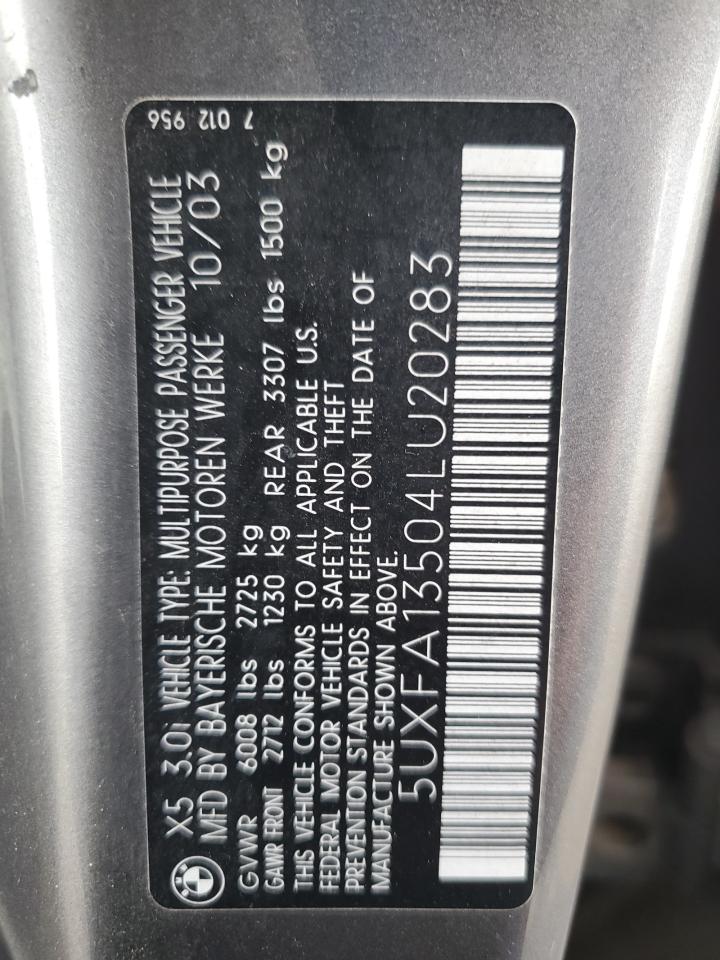 X5 3.0i VEHICLE TYPE: MULTIPURPOSE PASSENGER VEHICLE
MFD BY BAYERISCHE MOTOREN WERKE 10/03
GVWR 6008 lbs 2725 kg
GAWR FRONT 2712 lbs 1230 kg REAR 3307 lbs 1500 kg
THIS VEHICLE CONFORMS TO ALL APPLICABLE U.S.
FEDERAL MOTOR VEHICLE SAFETY AND THEFT
PREVENTION STANDARDS IN EFFECT ON THE DATE OF
MANUFACTURE SHOWN ABOVE.
5UXFA13504LU20283
7 012 956
BMW